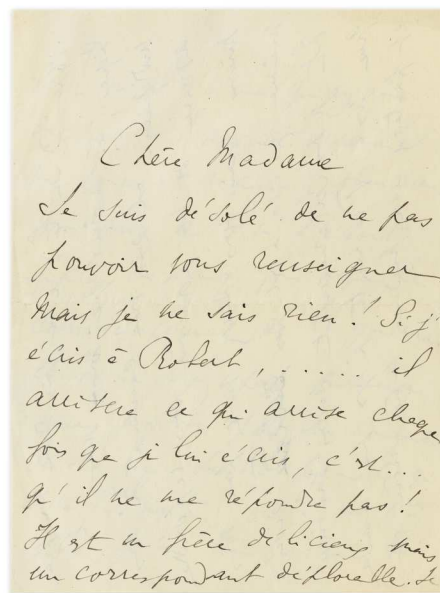 Chère Madame
Je suis désolé de ne pas
pouvoir vous renseigner
Mais je ne sais rien ! Si j'
écris à Robert, ...... il
arrivera ce qui arrive chaque
fois que je lui écris, c'est...
qu'il ne me répondra pas !
Il est un frère délicieux mais
un correspondant déplorable. Je